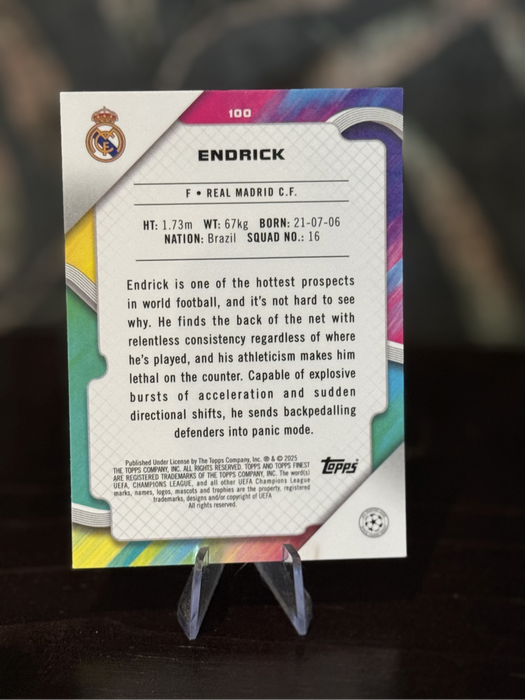 100
ENDRICK
F • REAL MADRID C.F.
HT: 1.73m WT: 67kg BORN: 21-07-06
NATION: Brazil SQUAD NO.: 16
Endrick is one of the hottest prospects
in world football, and it's not hard to see
why. He finds the back of the net with
relentless consistency regardless of where
he's played, and his athleticism makes him
lethal on the counter. Capable of explosive
bursts of acceleration and sudden
directional shifts, he sends backpedalling
defenders into panic mode.
Published Under License by The Topps Company, Inc. ® & © 2025
THE TOPPS COMPANY, INC. ALL RIGHTS RESERVED. TOPPS AND TOPPS FINEST
ARE REGISTERED TRADEMARKS OF THE TOPPS COMPANY, INC. The word(s)
UEFA, CHAMPIONS LEAGUE, and all other UEFA Champions League
marks, names, logos, mascots and trophies are the property, registered
trademarks, designs and/or copyright of UEFA
All rights reserved.
Topps